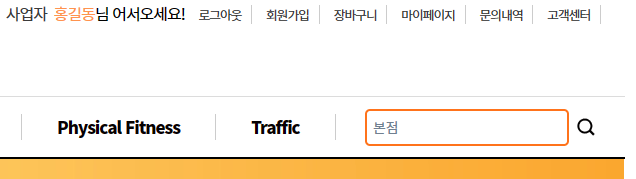 사업자 홍길동님 어서오세요! 로그아웃 회원가입 장바구니 마이페이지 문의내역 고객센터
Physical Fitness Traffic 본점